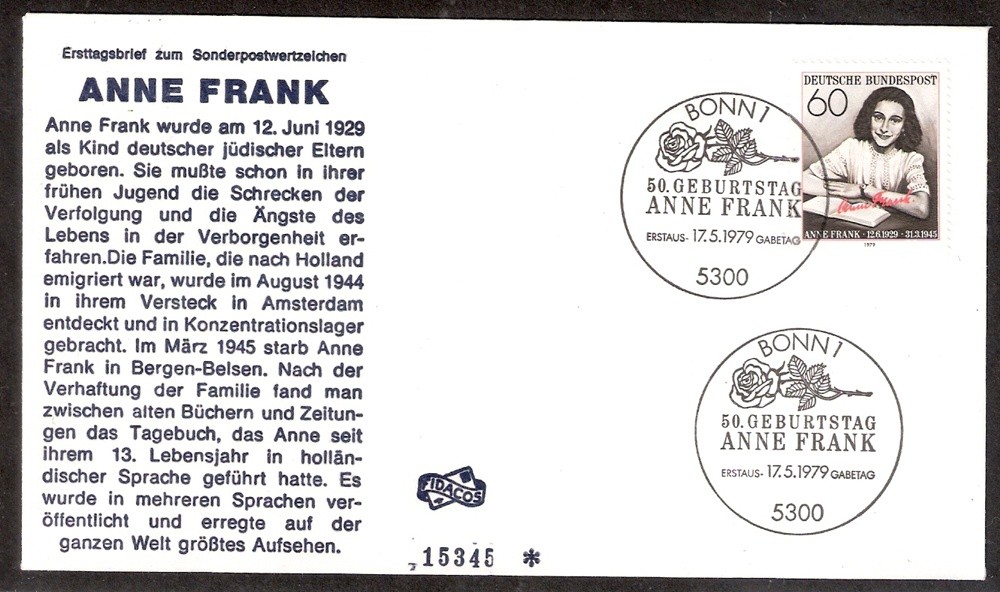 Ersttagsbrief zum Sonderpostwertzeichen
ANNE FRANK
Anne Frank wurde am 12. Juni 1929
als Kind deutscher jüdischer Eltern
geboren. Sie mußte schon in ihrer
frühen Jugend die Schrecken der
Verfolgung und die Ängste des
Lebens in der Verborgenheit er-
fahren.Die Familie, die nach Holland
emigriert war, wurde im August 1944
in ihrem Versteck in Amsterdam
entdeckt und in Konzentrationslager
gebracht. Im März 1945 starb Anne
Frank in Bergen-Belsen. Nach der
Verhaftung der Familie fand man
zwischen alten Büchern und Zeitun-
gen das Tagebuch, das Anne seit
ihrem 13. Lebensjahr in hollän-
discher Sprache geführt hatte. Es
wurde in mehreren Sprachen ver-
öffentlicht und erregte auf der
ganzen Welt größtes Aufsehen.
FIDACOS
15345 *
BONN 1
50. GEBURTSTAG
ANNE FRANK
ERSTAUS- 17.5.1979 GABETAG
5300
DEUTSCHE BUNDESPOST
60
Anne Frank.
ANNE FRANK · 12.6.1929 - 31.3.1945
1979
BONN 1
50. GEBURTSTAG
ANNE FRANK
ERSTAUS- 17.5.1979 GABETAG
5300